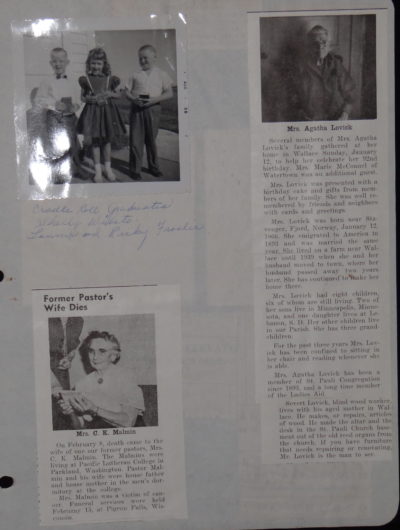 Cradle Roll Graduates
Former Pastor's
Wife Dies
Mrs. C. K. Malmin
On February 8, death came to the
wife of one our former pastors, Mrs.
C. K. Malmin. The Malmins were
living at Pacific Lutheran College in
Parkland, Washington. Pastor Mal-
min and his wife were house father
and house mother in the men's dor-
mitory at the college.
Mrs. Malmin was a victim of can-
cer. Funeral services were held
February 13, at Pigeon Falls, Wis-
consin.
Mrs. Agatha Lovick
Several members of Mrs. Agatha
Lovick's family gathered at her
home in Wallace Sunday, January
12, to help her celebrate her 92nd
birthday. Mrs. Marie McConnel of
Watertown was an additional guest.
Mrs. Lovick was presented with a
birthday cake and gifts from mem-
bers of her family. She was well re-
membered by friends and neighbors
with cards and greetings.
Mrs. Lovick was born near
Fjord, Norway, January 12,
1866. She emigrated to America in
1893 and was married the same
year. She lived on a farm near Wal-
lace until 1929 when she and her
husband moved to town, where her
husband passed away two years
later. She has continued to make her
home there.
Mrs. Lovick had eight children,
six of whom are still living. Two of
her sons live in Minneapolis, Minne-
sota, and one daughter lives at Le-
banon, S. D. Her other children live
in our Parish. She has three grand-
children.
For the past three years Mrs. Lov-
ick has been confined to sitting in
her chair and reading whenever she
is able.
Mrs. Agatha Lovick has been a
member of St. Pauli Congregation
since 1893, and a long time member
of the Ladies Aid.
Severt Lovick, blind wood worker,
lives with his aged mother in Wal-
lace. He makes, or repairs, articles
of wood. He made the altar and the
desk in the St. Pauli Church base-
ment out of the old reed organs from
the church. If you have furniture
that needs repairing or renovating,
Mr. Lovick is the man to see.